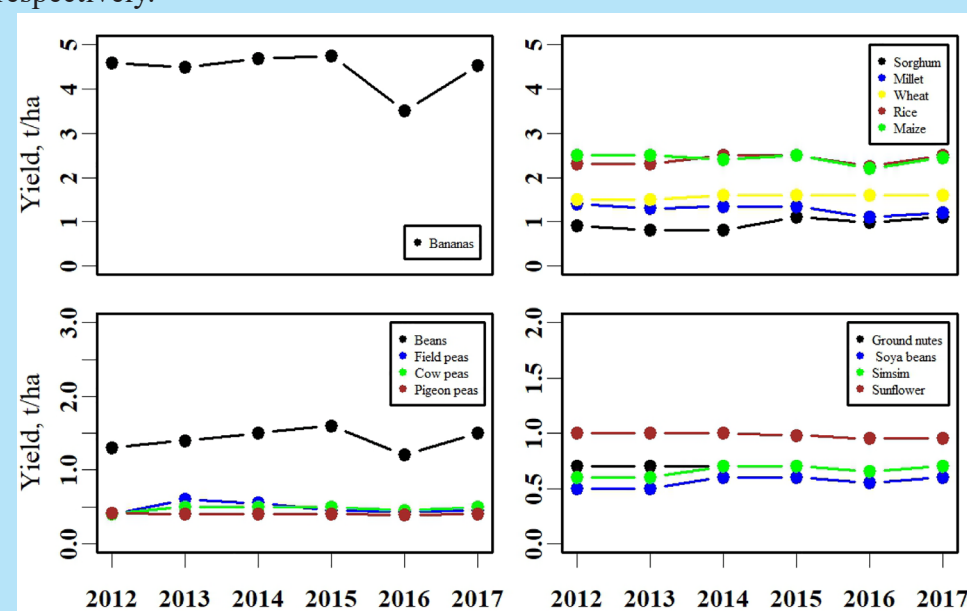 respectively.
Yield, t/ha
5
4
3
2
1
0
Bananas
5
4
3
2
1
0
Sorghum
Millet
Wheat
Rice
Maize
Yield, t/ha
3.0
2.0
1.0
0.0
Beans
Field peas
Cow peas
Pigeon peas
2.0
1.5
1.0
0.5
0.0
Ground nutes
Soya beans
Simsim
Sunflower
2012 2013 2014 2015 2016 2017
2012 2013 2014 2015 2016 2017